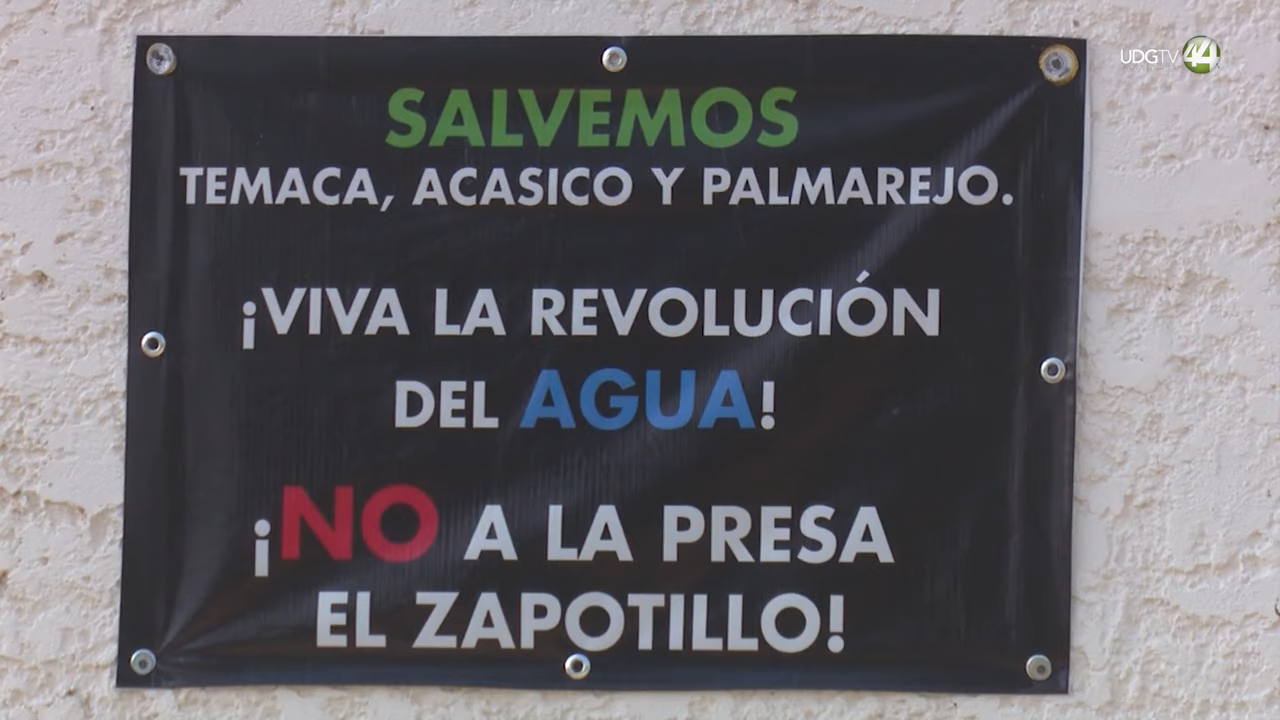 UDGTV 44
SALVEMOS
TEMACA, ACASICO Y PALMAREJO.
¡VIVA LA REVOLUCIÓN
DEL AGUA!
¡NO A LA PRESA
EL ZAPOTILLO!